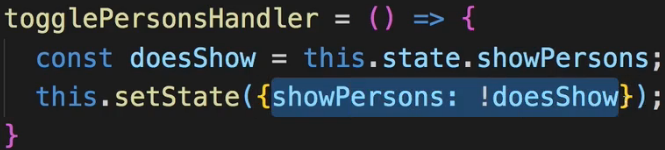 togglePersonsHandler = () => {
const doesShow = this.state.showPersons;
this.setState({showPersons: !doesShow});
}